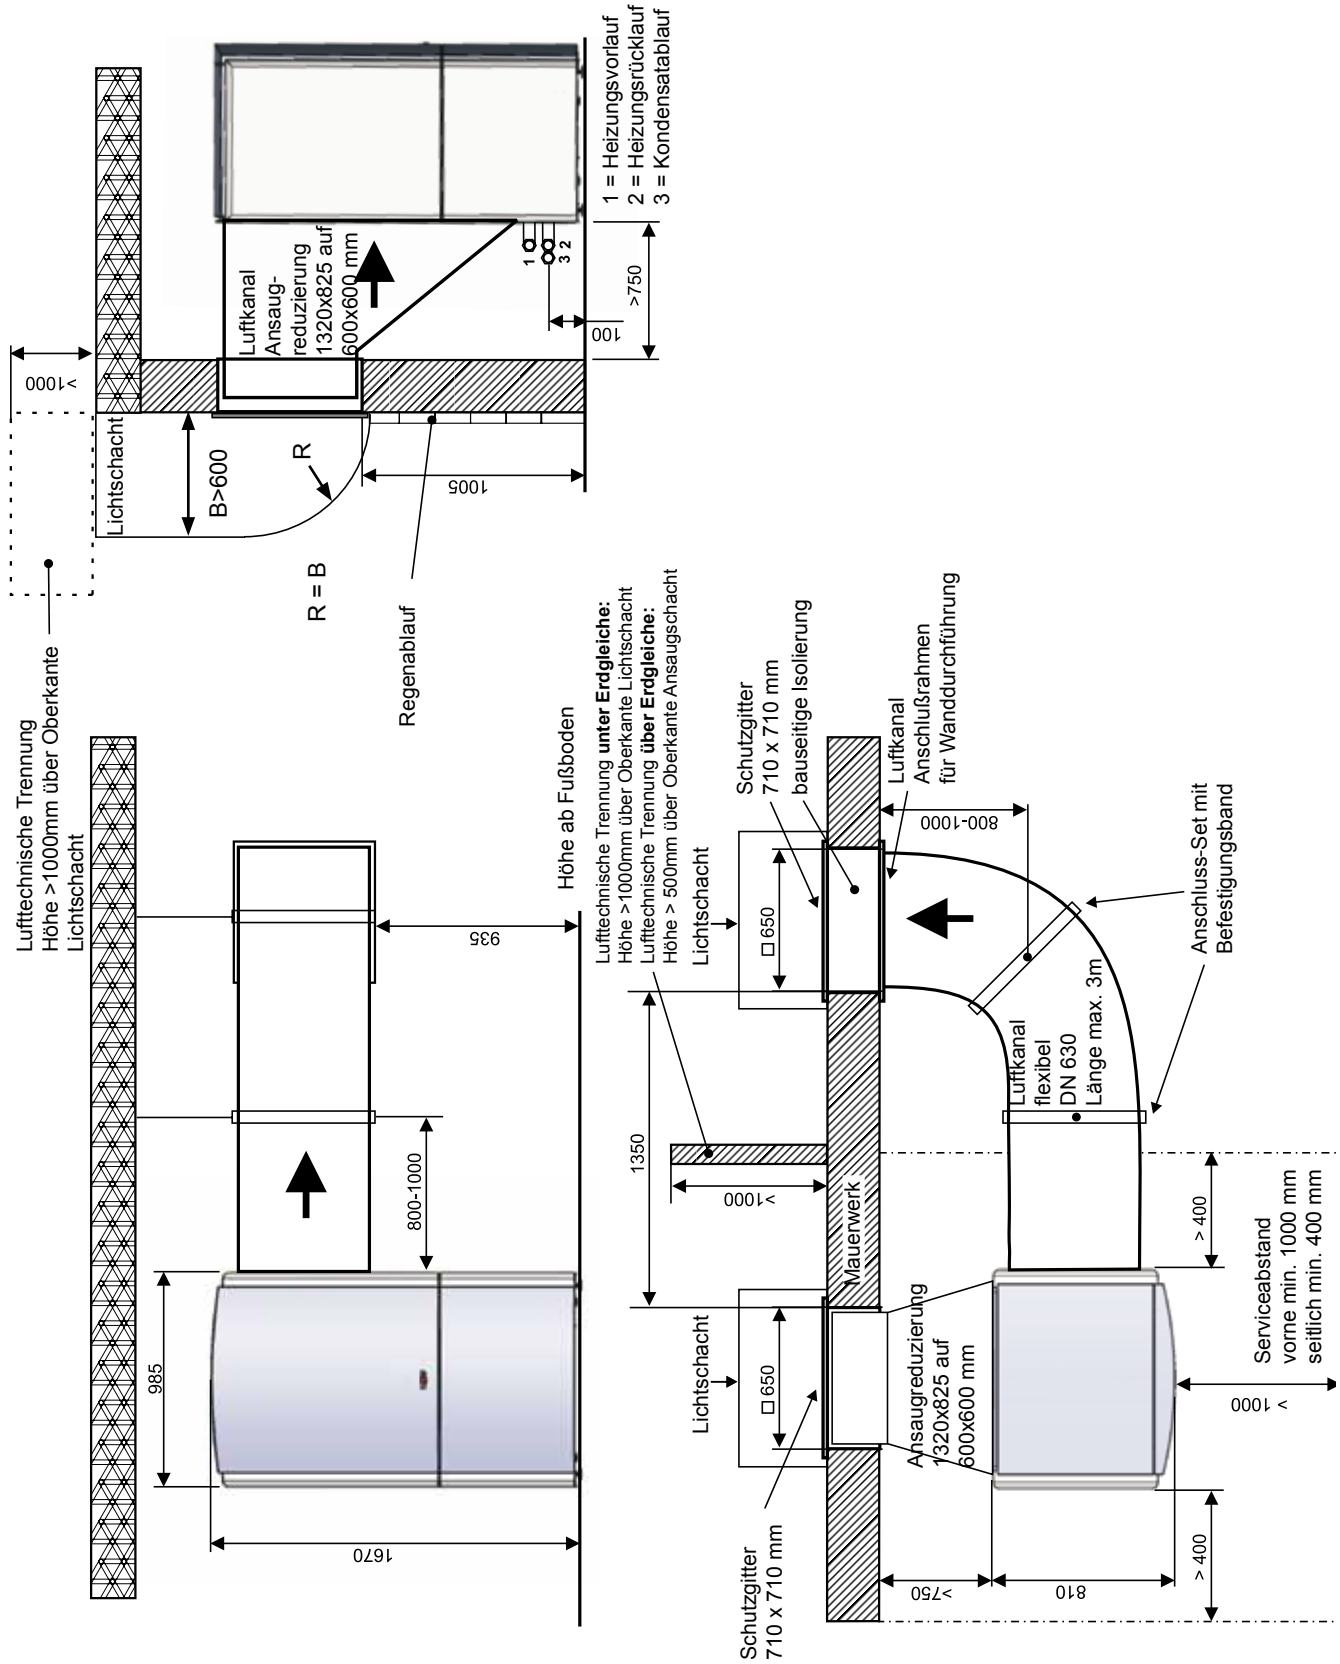 Lufttechnische Trennung
Höhe >1000mm über Oberkante
Lichtschacht
985
1670
800-1000
935
Höhe ab Fußboden
>1000
Lichtschacht
B>600
R
R = B
1005
Regenablauf
Luftkanal
Ansaug-
reduzierung
1320x825 auf
600x600 mm
1
3 2
100
>750
1 = Heizungsvorlauf
2 = Heizungsrücklauf
3 = Kondensatablauf
Lufttechnische Trennung unter Erdgleiche:
Höhe >1000mm über Oberkante Lichtschacht
Lufttechnische Trennung über Erdgleiche:
Höhe > 500mm über Oberkante Ansaugschacht
Lichtschacht
Schutzgitter
710 x 710 mm
bauseitige Isolierung
□ 650
1350
>1000
Mauerwerk
Lichtschacht
□ 650
Schutzgitter
710 x 710 mm
Luftkanal
Anschlußrahmen
für Wanddurchführung
800-1000
Anschluss-Set mit
Befestigungsband
Luftkanal
flexibel
DN 630
Länge max. 3m
Ansaugreduzierung
1320x825 auf
600x600 mm
>750
810
> 400
> 400
> 1000
Serviceabstand
vorne min. 1000 mm
seitlich min. 400 mm